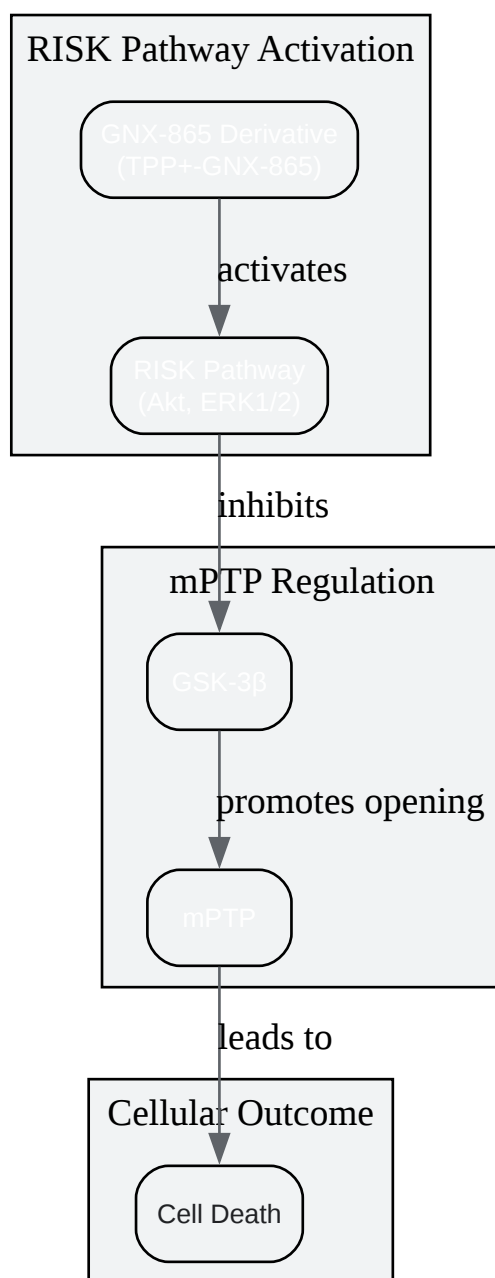 RISK Pathway Activation
GNX-865 Derivative
(TPP+-GNX-865)
activates
RISK Pathway
(Akt, ERK1/2)
inhibits
mPTP Regulation
GSK-3β
promotes opening
mPTP
leads to
Cellular Outcome
Cell Death